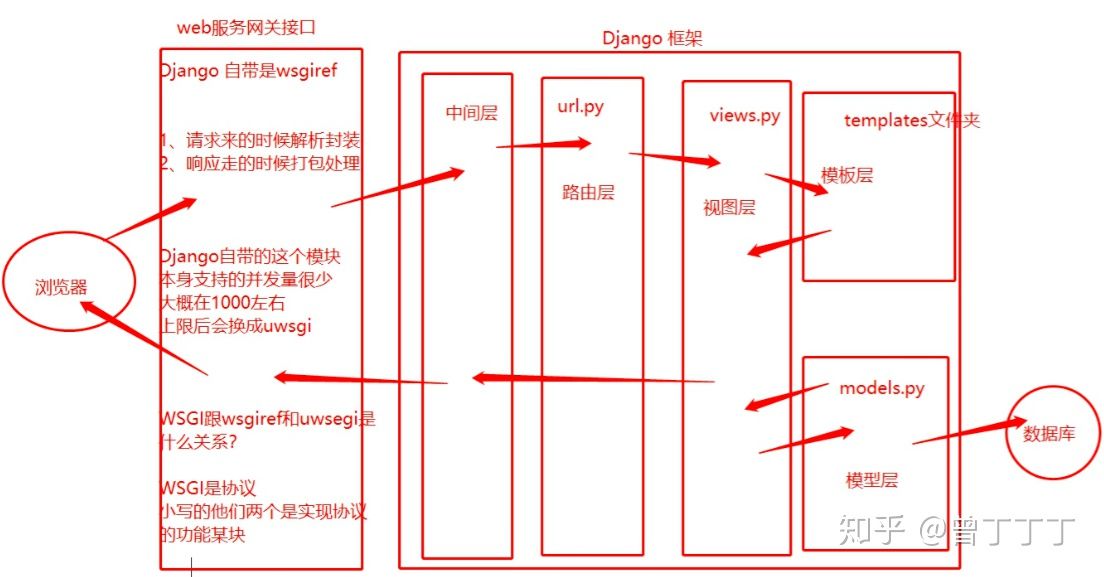 web服务网关接口
Django 自带是wsgiref
1、请求来的时候解析封装
2、响应走的时候打包处理
Django自带的这个模块
本身支持的并发量很少
大概在1000左右
上限后会换成uwsgi
WSGI跟wsgiref和uwsegi是
什么关系？
WSGI是协议
小写的他们两个是实现协议
的功能某块
浏览器
Django 框架
中间层
url.py
路由层
views.py
视图层
templates文件夹
模板层
models.py
模型层
数据库
知乎 @曾丁丁丁